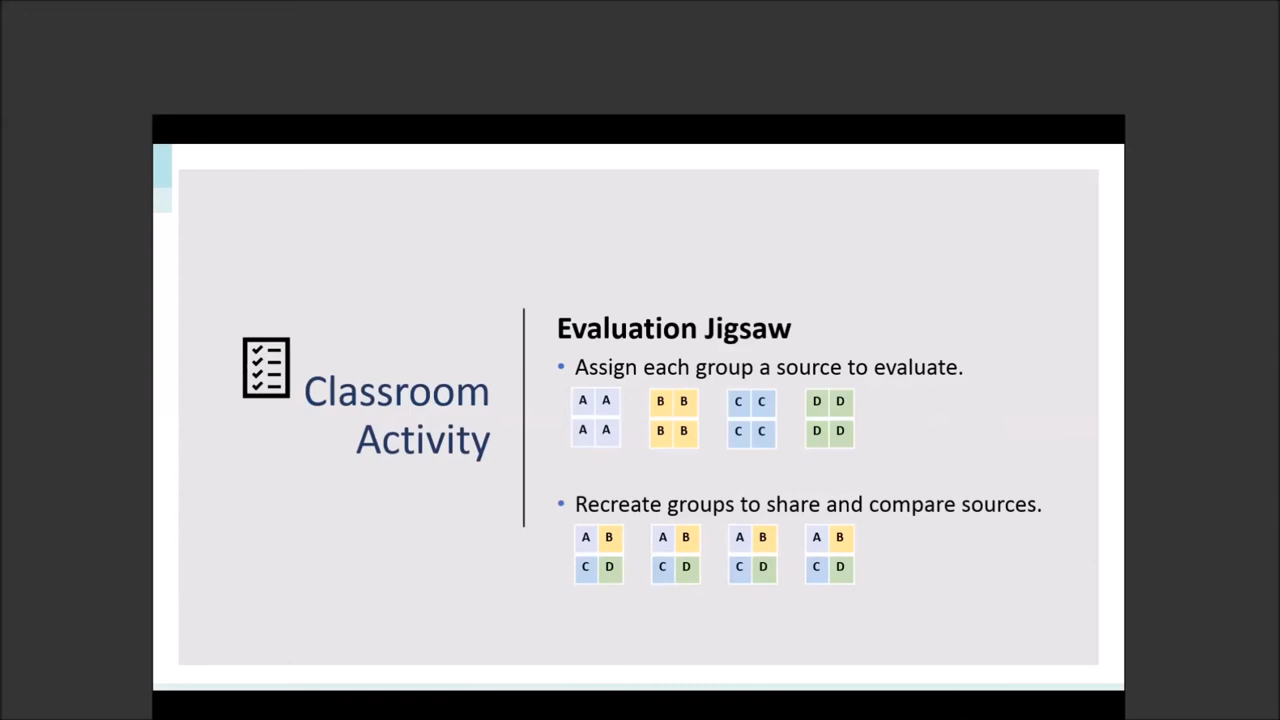 Classroom
Activity
Evaluation Jigsaw
• Assign each group a source to evaluate.
A A B B C C D D
A A B B C C D D
• Recreate groups to share and compare sources.
A B A B A B A B
C D C D C D C D